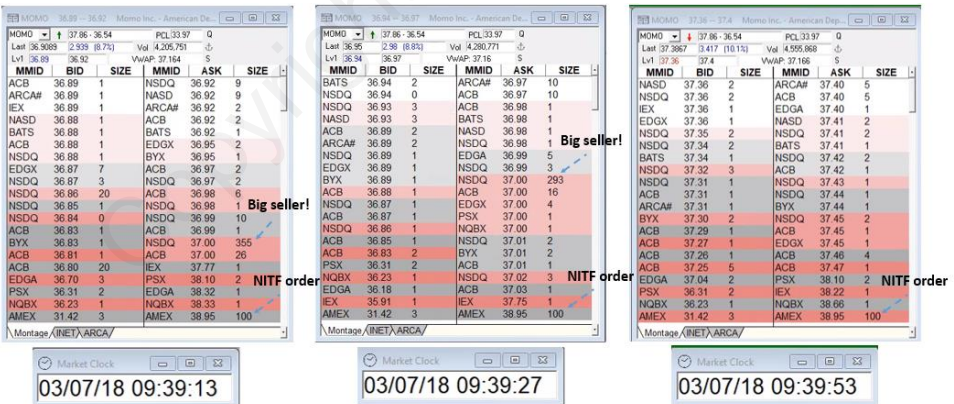 MOMO 36.89 -- 36.92 Momo Inc. - American Dep...
MOMO 37.86 - 36.54 PCL 33.97 Q
Last 36.9089 2.939 (8.7%) Vol 4,205,751
Lv1 36.89 36.92 VWAP: 37.164 S
MMID BID SIZE MMID ASK SIZE
ACB 36.89 1 NSDQ 36.92 9
ARCA# 36.89 1 NASD 36.92 9
IEX 36.89 1 ARCA# 36.92 2
NASD 36.88 1 ACB 36.92 1
BATS 36.88 1 BATS 36.92 1
ACB 36.88 1 EDGX 36.95 2
NSDQ 36.88 1 BYX 36.95 1
EDGX 36.87 7 ACB 36.97 2
NSDQ 36.87 3 NSDQ 36.97 2
NSDQ 36.86 20 ACB 36.98 6
NSDQ 36.85 1 NSDQ 36.98 1
Big seller!
NSDQ 36.84 0 NSDQ 36.99 10
ACB 36.83 1 ACB 36.99 1
BYX 36.83 1 NSDQ 37.00 355
ACB 36.81 1 ACB 37.00 26
ACB 36.80 20 IEX 37.77 1
EDGA 36.70 3 PSX 38.10 2
NITF order
PSX 36.31 2 EDGA 38.32 1
NQBX 36.23 1 NQBX 38.33 1
AMEX 31.42 3 AMEX 38.95 100
Montage INET ARCA
Market Clock
03/07/18 09:39:13
MOMO 36.94 -- 36.97 Momo Inc. - American Dep...
MOMO 37.86 - 36.54 PCL 33.97 Q
Last 36.95 2.98 (8.8%) Vol 4,280,771
Lv1 36.94 36.97 VWAP: 37.16 S
MMID BID SIZE MMID ASK SIZE
BATS 36.94 2 ARCA# 36.97 10
NSDQ 36.94 0 ACB 36.97 10
NSDQ 36.93 3 ACB 36.98 1
NASD 36.93 3 BATS 36.98 1
ACB 36.89 2 NASD 36.98 1
ARCA# 36.89 2 NSDQ 36.98 1
Big seller!
NSDQ 36.89 1 EDGA 36.99 5
EDGX 36.89 1 NSDQ 36.99 3
BYX 36.89 1 NSDQ 37.00 293
ACB 36.88 1 ACB 37.00 16
NSDQ 36.87 1 EDGX 37.00 4
ACB 36.87 1 PSX 37.00 1
NSDQ 36.86 1 NQBX 37.00 1
ACB 36.85 1 NSDQ 37.01 2
ACB 36.83 2 BYX 37.01 2
PSX 36.31 2 ACB 37.01 1
NQBX 36.23 1 NSDQ 37.02 3
NITF order
EDGA 36.18 1 ACB 37.03 1
IEX 35.91 1 IEX 37.75 1
AMEX 31.42 3 AMEX 38.95 100
Montage INET ARCA
Market Clock
03/07/18 09:39:27
MOMO 37.36 -- 37.4 Momo Inc. - American Dep...
MOMO 37.86 - 36.54 PCL 33.97 Q
Last 37.3867 3.417 (10.1%) Vol 4,555,868
Lv1 37.36 37.4 VWAP: 37.166 S
MMID BID SIZE MMID ASK SIZE
NASD 37.36 2 ARCA# 37.40 5
NSDQ 37.36 2 ACB 37.40 5
IEX 37.36 1 EDGA 37.40 1
EDGX 37.36 1 NASD 37.41 2
NSDQ 37.35 2 NSDQ 37.41 2
NSDQ 37.34 2 BATS 37.41 1
BATS 37.34 1 NSDQ 37.42 2
NSDQ 37.32 3 ACB 37.42 1
NSDQ 37.31 1 NSDQ 37.43 1
ACB 37.31 1 NSDQ 37.44 1
ARCA# 37.31 1 BYX 37.44 1
BYX 37.30 2 NSDQ 37.45 2
ACB 37.29 1 ACB 37.45 2
ACB 37.27 1 EDGX 37.45 1
ACB 37.26 1 ACB 37.46 4
ACB 37.25 5 ACB 37.47 1
EDGA 37.04 2 PSX 38.10 2
NITF order
PSX 36.31 2 IEX 38.22 1
NQBX 36.23 1 NQBX 38.66 1
AMEX 31.42 3 AMEX 38.95 100
Montage INET ARCA
Market Clock
03/07/18 09:39:53